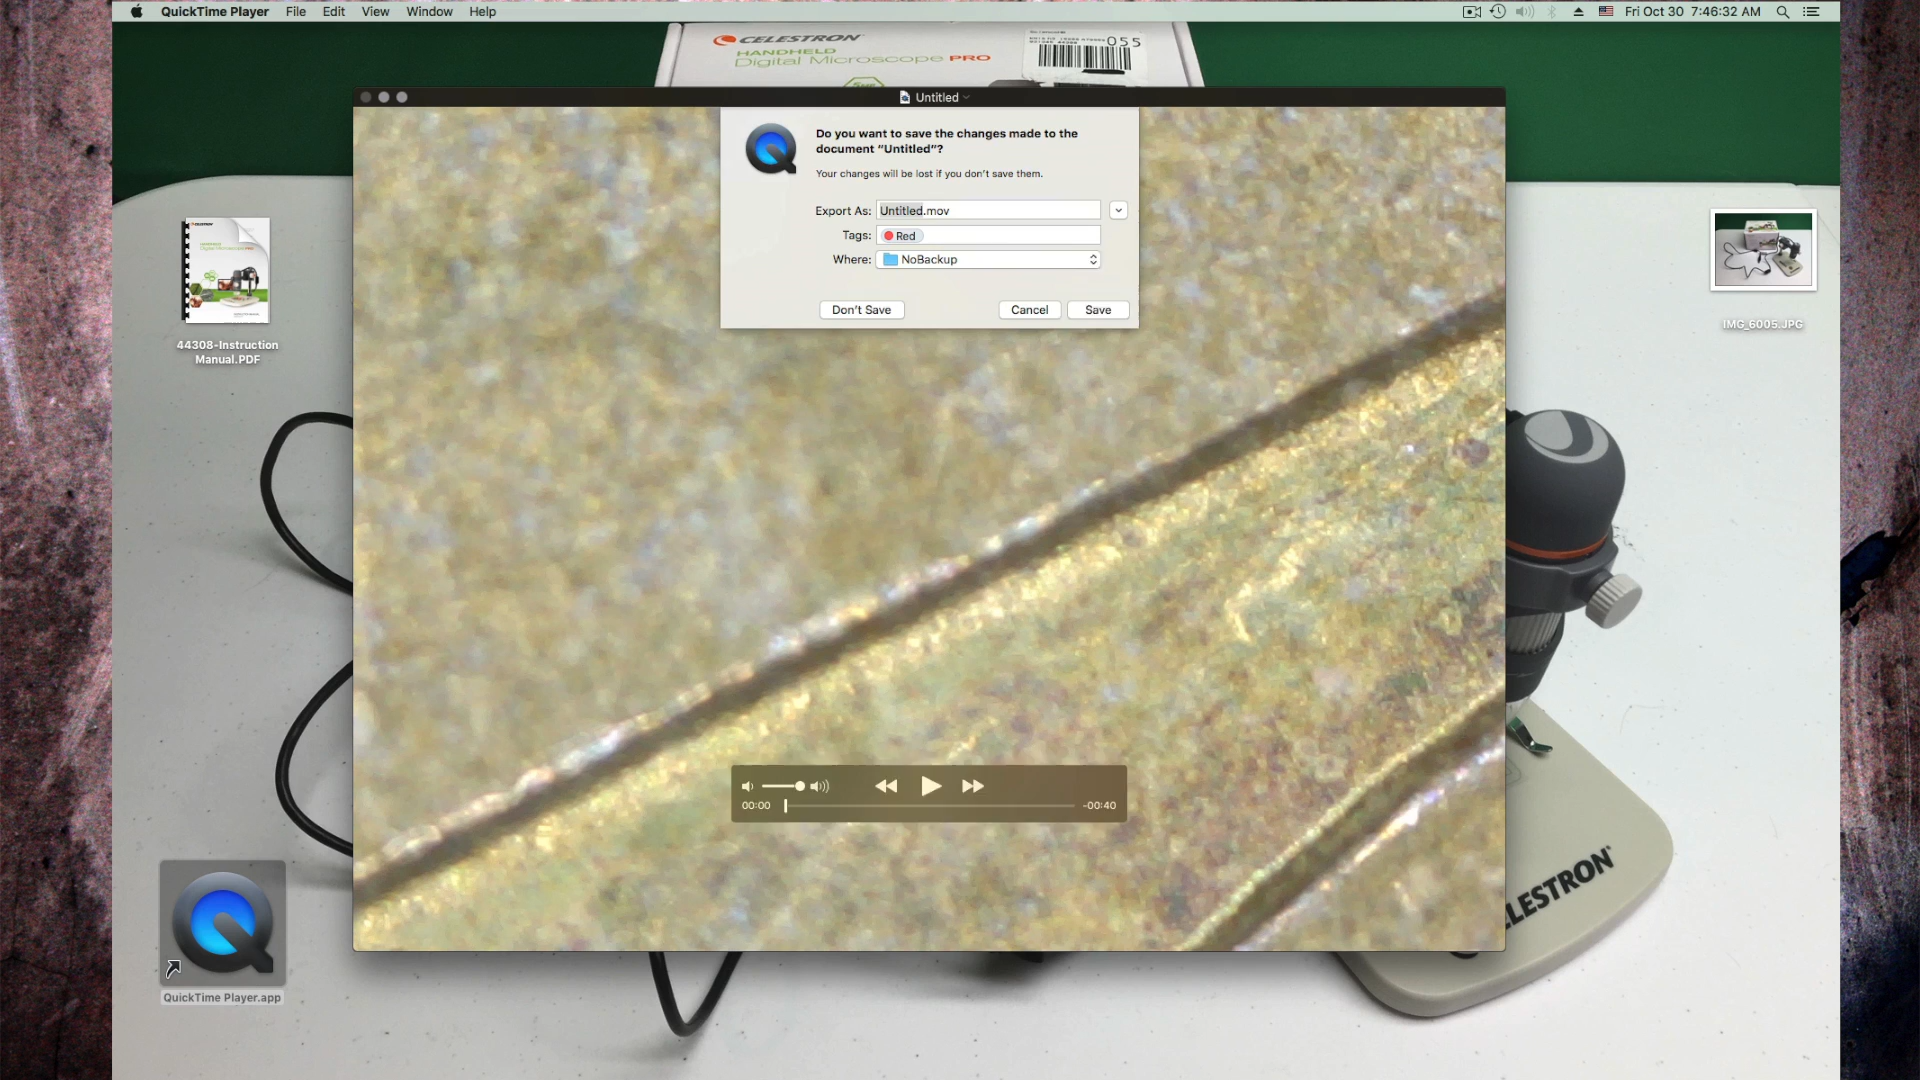 QuickTime Player File Edit View Window Help
Fri Oct 30 7:46:32 AM
CELESTRON
HANDHELD
Digital Microscope PRO
055
Untitled
Do you want to save the changes made to the
document “Untitled”?
Your changes will be lost if you don’t save them.
Export As: Untitled.mov
Tags: Red
Where: NoBackup
Don’t Save Cancel Save
44308-Instruction
Manual.PDF
IMG_6005.JPG
00:00 -00:40
LESTRON
QuickTime Player.app